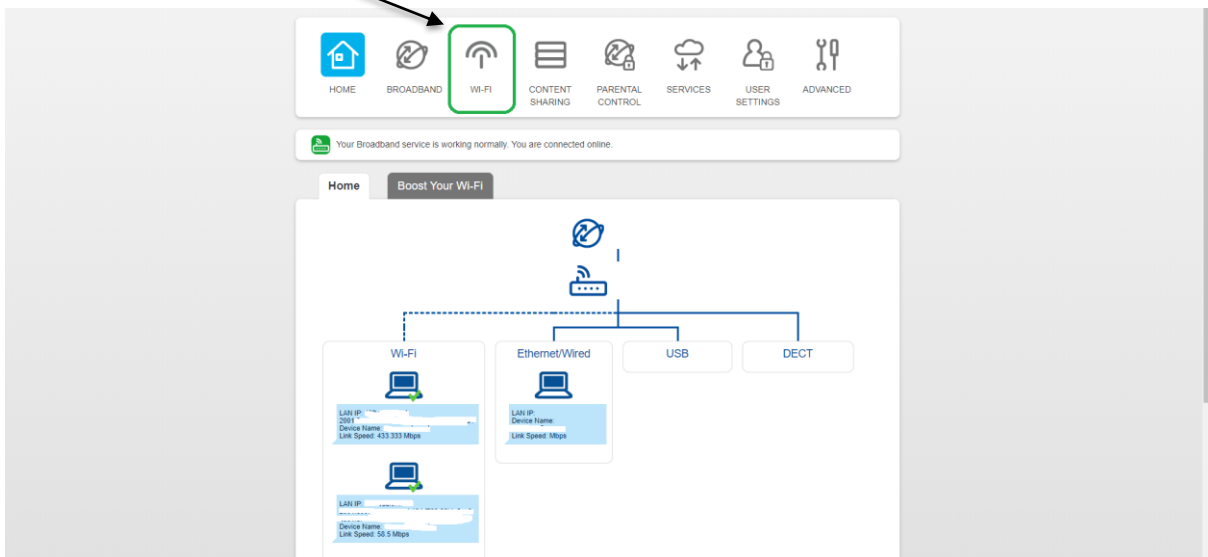 HOME
BROADBAND
WI-FI
CONTENT
SHARING
PARENTAL
CONTROL
SERVICES
USER
SETTINGS
ADVANCED
Your Broadband service is working normally. You are connected online.
Home
Boost Your Wi-Fi
Wi-Fi
Ethernet/Wired
USB
DECT
LAN IP:
2001
Device Name:
Link Speed: 433.333 Mbps
LAN IP:
Device Name:
Link Speed: Mbps
LAN IP:
Device Name:
Link Speed: 58.5 Mbps